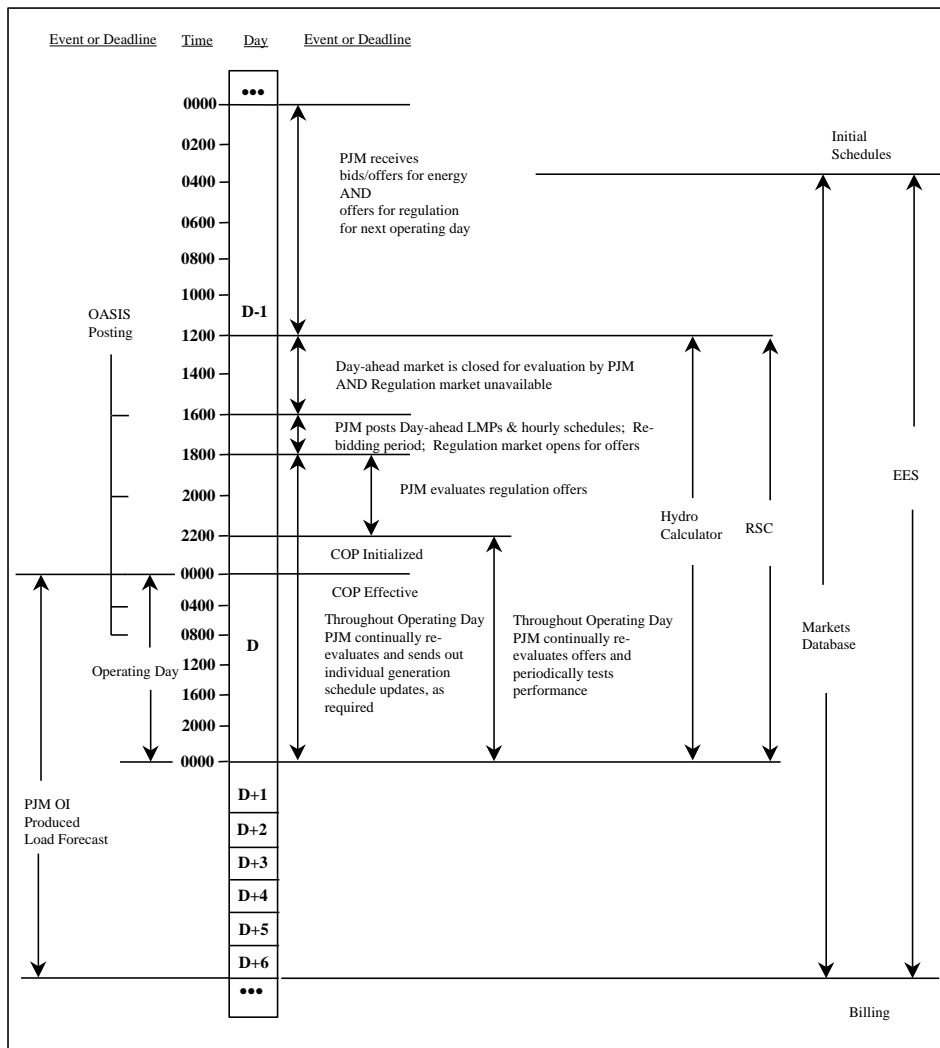 Event or Deadline Time Day Event or Deadline
•••
0000
0200
0400
0600
0800
1000
1200
1400
1600
1800
2000
2200
0000
0400
0800
1200
1600
2000
0000
D-1
D
D+1
D+2
D+3
D+4
D+5
D+6
•••
OASIS
Posting
Operating Day
PJM OI
Produced
Load Forecast
PJM receives
bids/offers for energy
AND
offers for regulation
for next operating day
Day-ahead market is closed for evaluation by PJM
AND Regulation market unavailable
PJM posts Day-ahead LMPs & hourly schedules; Re-
bidding period; Regulation market opens for offers
PJM evaluates regulation offers
COP Initialized
COP Effective
Throughout Operating Day
PJM continually re-
evaluates and sends out
individual generation
schedule updates, as
required
Throughout Operating Day
PJM continually re-
evaluates offers and
periodically tests
performance
Hydro
Calculator
RSC
Initial
Schedules
Markets
Database
EES
Billing